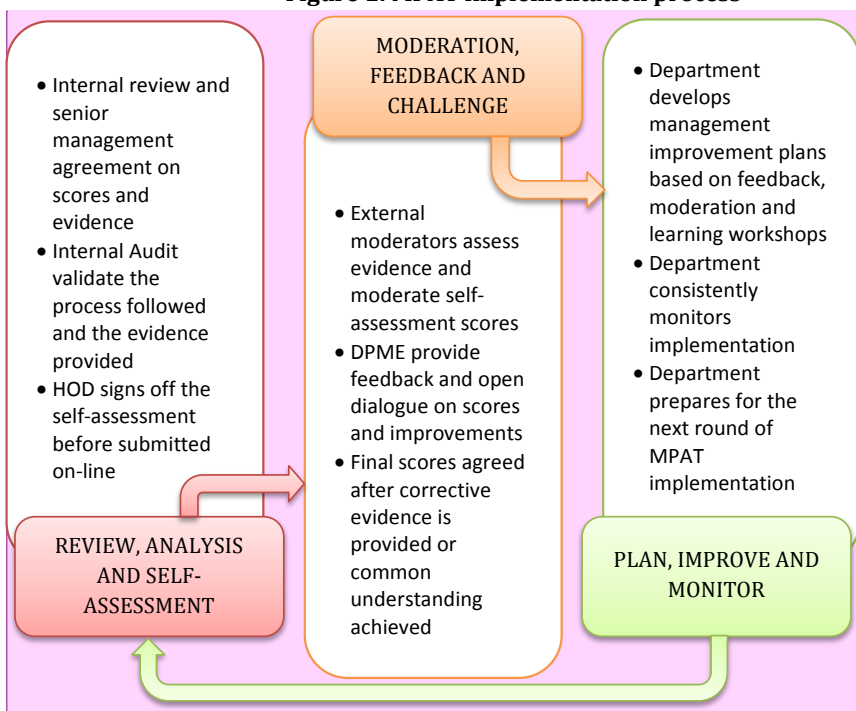 Figure implementation process
• Internal review and
senior
management
agreement on
scores and
evidence
• Internal Audit
validate the
process followed
and the evidence
provided
• HOD signs off the
self-assessment
before submitted
on-line
REVIEW, ANALYSIS
AND SELF-
ASSESSMENT
MODERATION,
FEEDBACK AND
CHALLENGE
• External
moderators assess
evidence and
moderate self-
assessment scores
• DPME provide
feedback and open
dialogue on scores
and improvements
• Final scores agreed
after corrective
evidence is
provided or
common
understanding
achieved
• Department
develops
management
improvement plans
based on feedback,
moderation and
learning workshops
• Department
consistently
monitors
implementation
• Department
prepares for the
next round of
MPAT
implementation
PLAN, IMPROVE AND
MONITOR